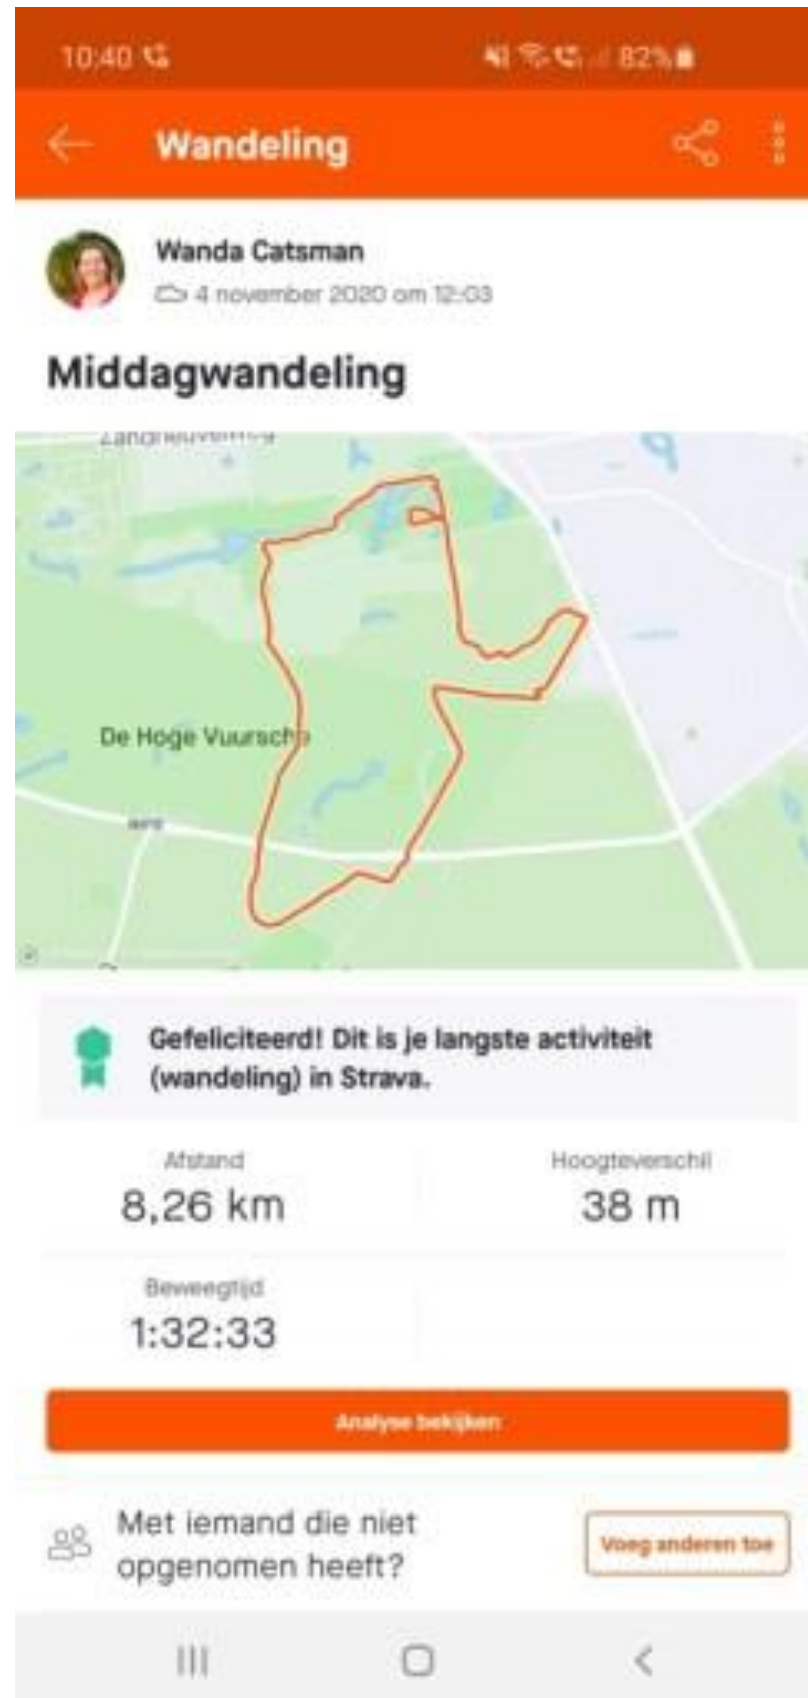 10:40
82%
Wandeling
Wanda Catsman
4 november 2020 om 12:03
Middagwandeling
De Hoge Vuursche
Gefeliciteerd! Dit is je langste activiteit
(wandeling) in Strava.
Afstand
Hoogteverschil
8,26 km
38 m
Beweegtijd
1:32:33
Analyse bekijken
Met iemand die niet
opgenomen heeft?
Voeg anderen toe